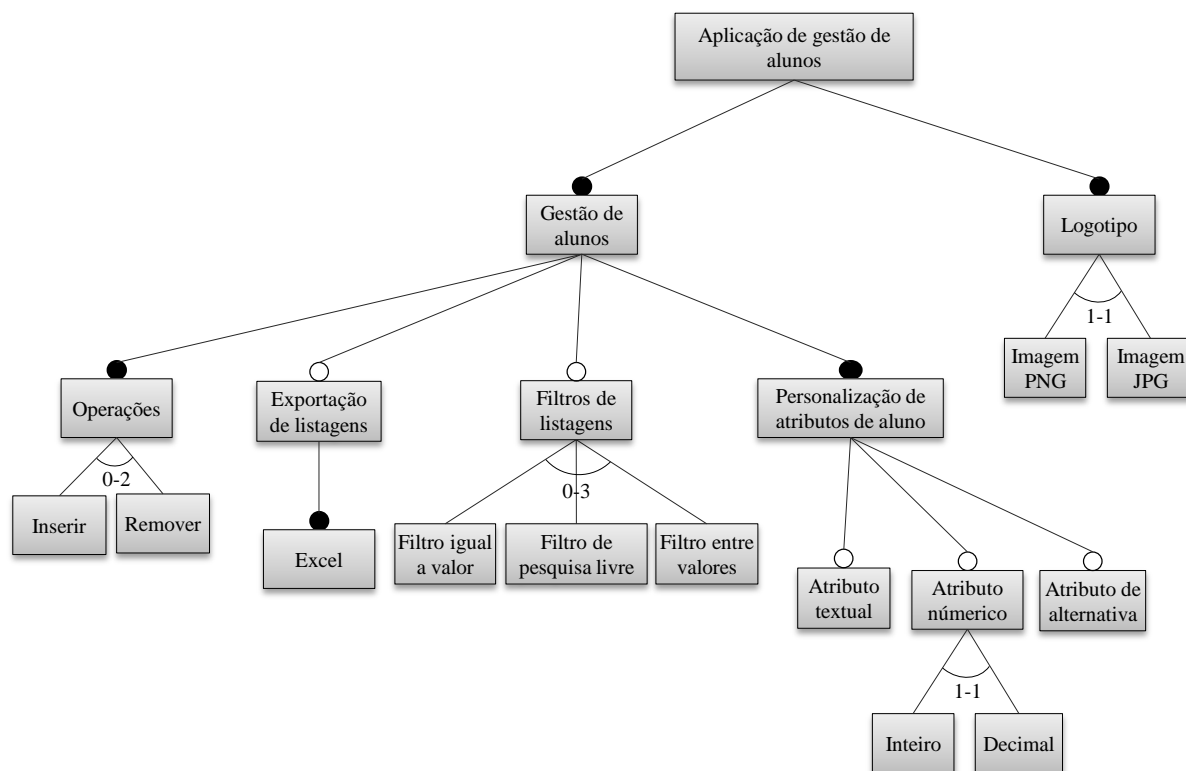 Aplicação de gestão de
alunos
Gestão de
alunos
Logotipo
1-1
Imagem
PNG
Imagem
JPG
Operações
Exportação
de listagens
Filtros de
listagens
Personalização de
atributos de aluno
0-2
0-3
Inserir
Remover
Excel
Filtro igual
a valor
Filtro de
pesquisa livre
Filtro entre
valores
Atributo
textual
Atributo
númerico
Atributo de
alternativa
1-1
Inteiro
Decimal